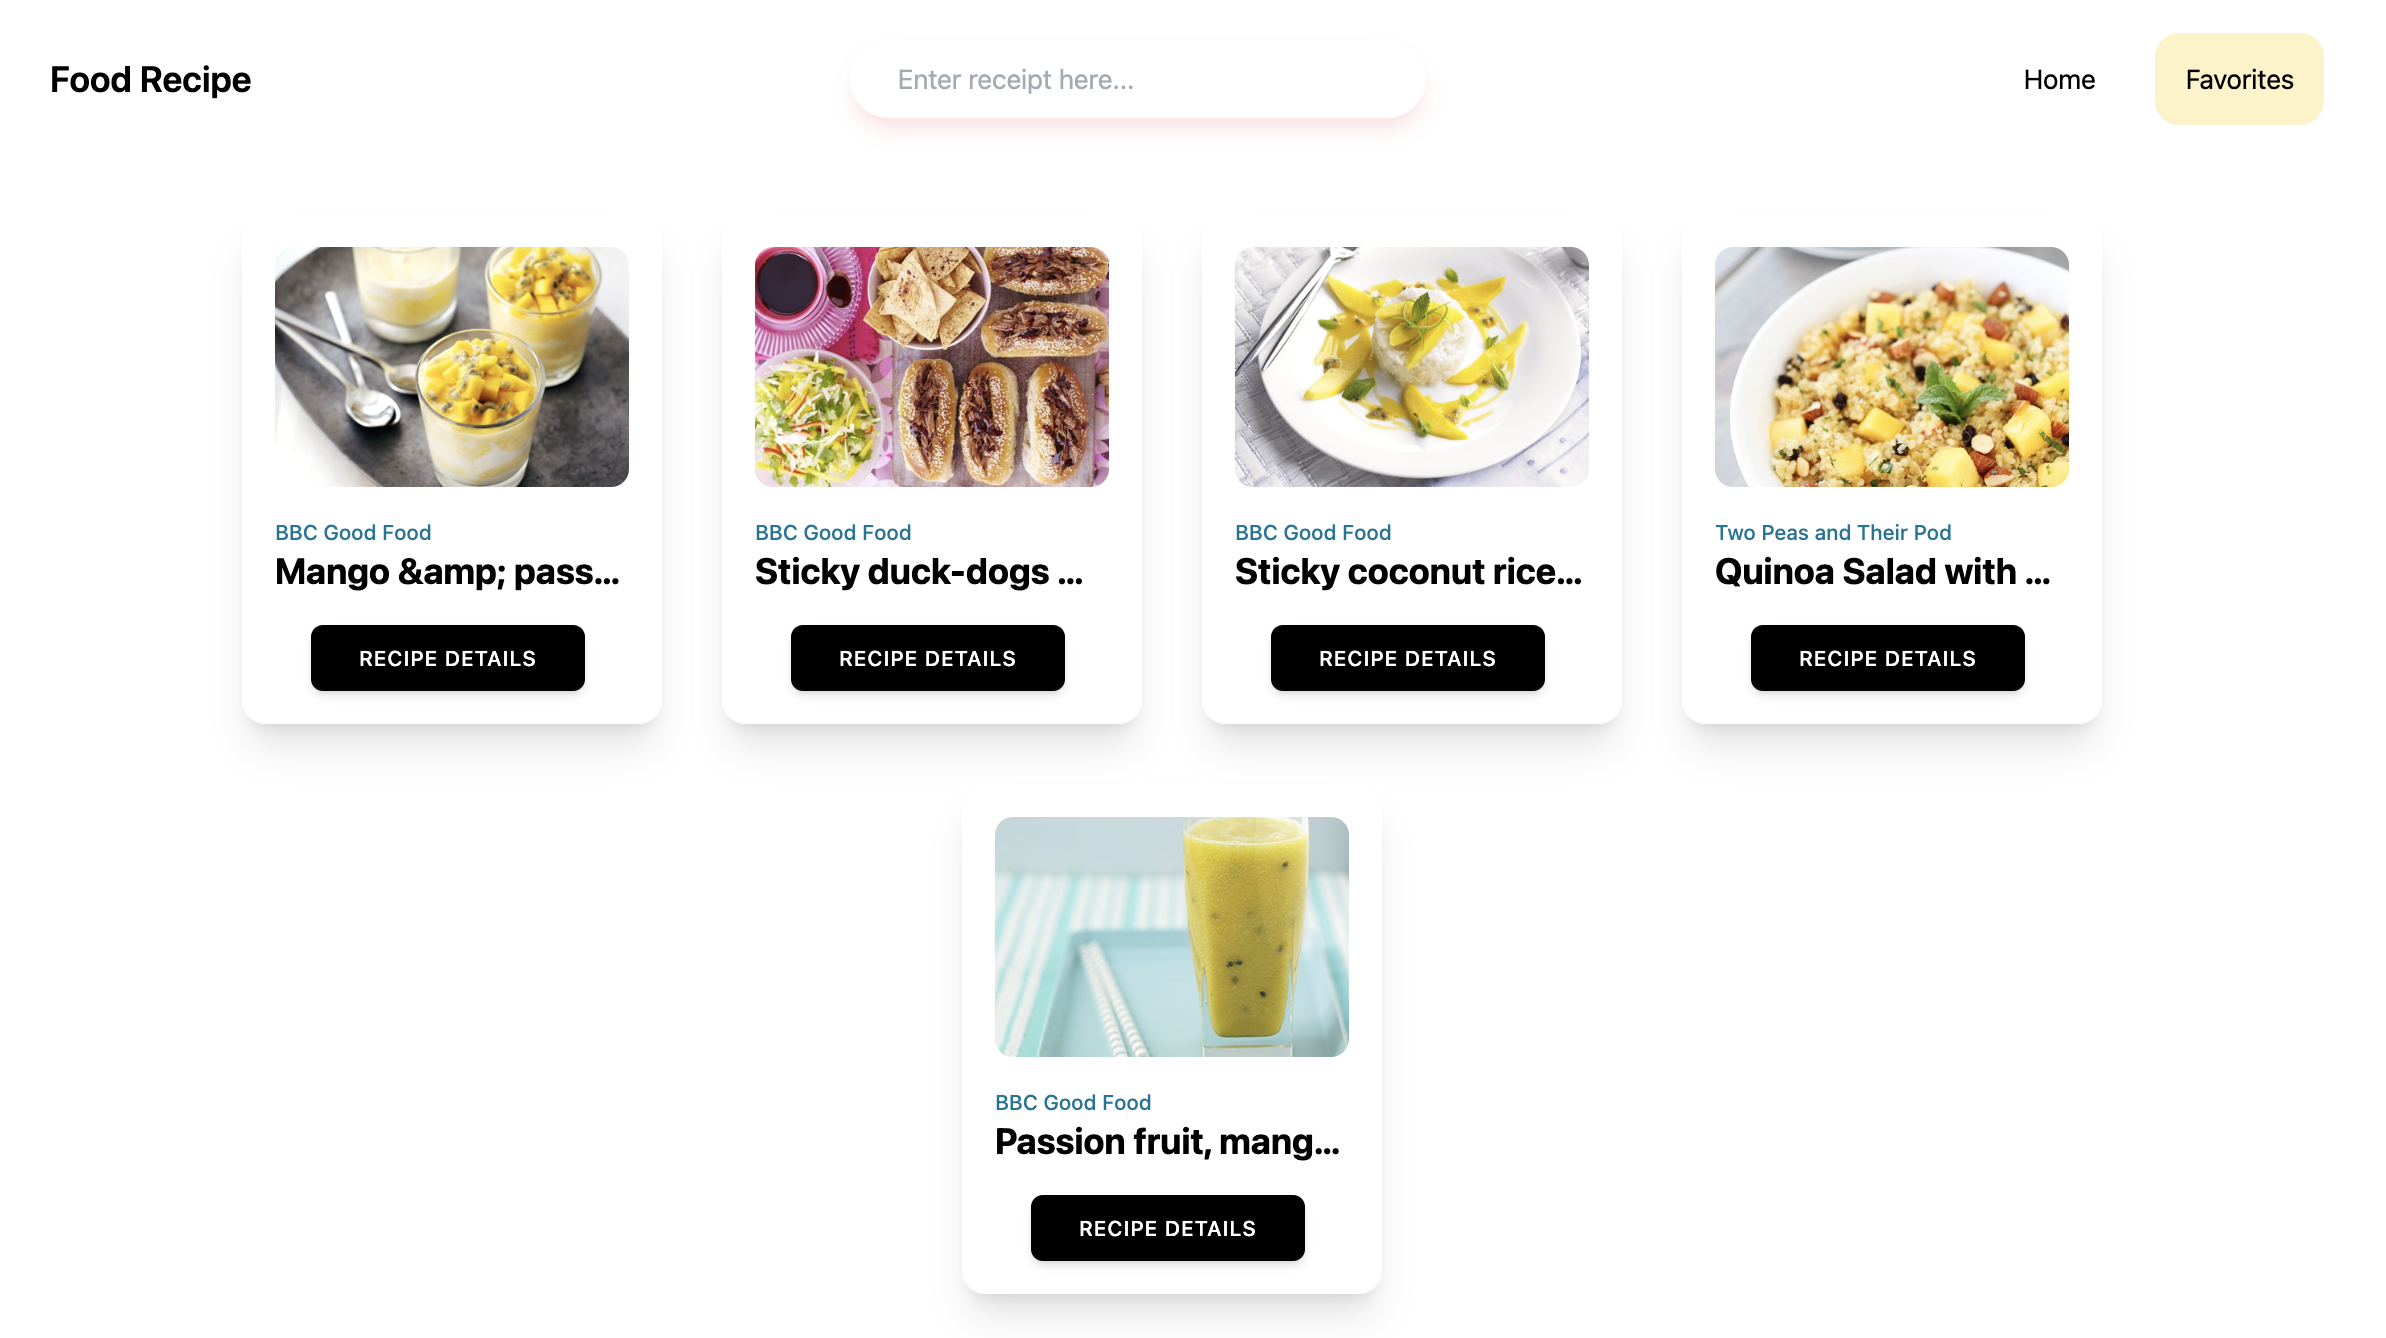 Food Recipe
Enter receipt here...
Home
Favorites
BBC Good Food
Mango &amp; pass...
RECIPE DETAILS
BBC Good Food
Sticky duck-dogs ...
RECIPE DETAILS
BBC Good Food
Sticky coconut rice...
RECIPE DETAILS
Two Peas and Their Pod
Quinoa Salad with ...
RECIPE DETAILS
BBC Good Food
Passion fruit, mang...
RECIPE DETAILS